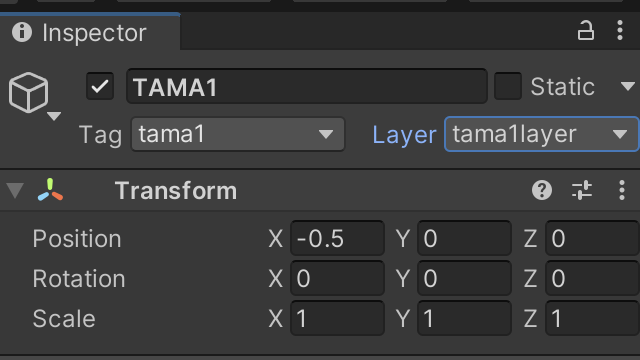 Inspector
TAMA1 Static
Tag tama1 Layer tama1layer
Transform
Position X -0.5 Y 0 Z 0
Rotation X 0 Y 0 Z 0
Scale X 1 Y 1 Z 1